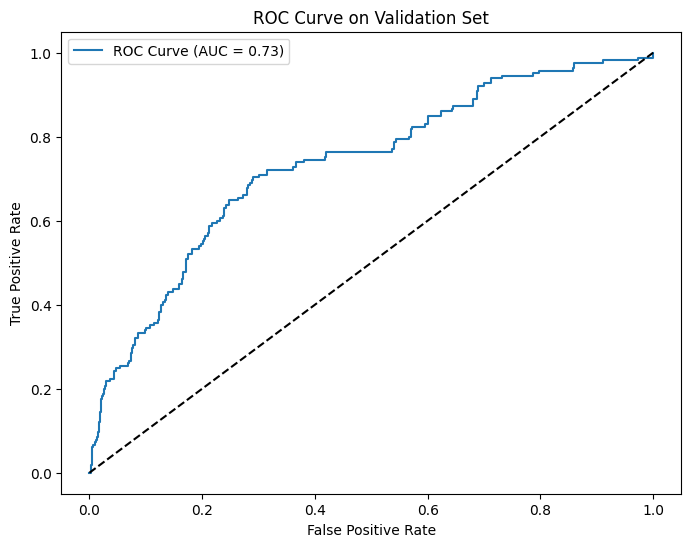 ROC Curve on Validation Set
ROC Curve (AUC = 0.73)
True Positive Rate
1.0
0.8
0.6
0.4
0.2
0.0
0.0 0.2 0.4 0.6 0.8 1.0
False Positive Rate